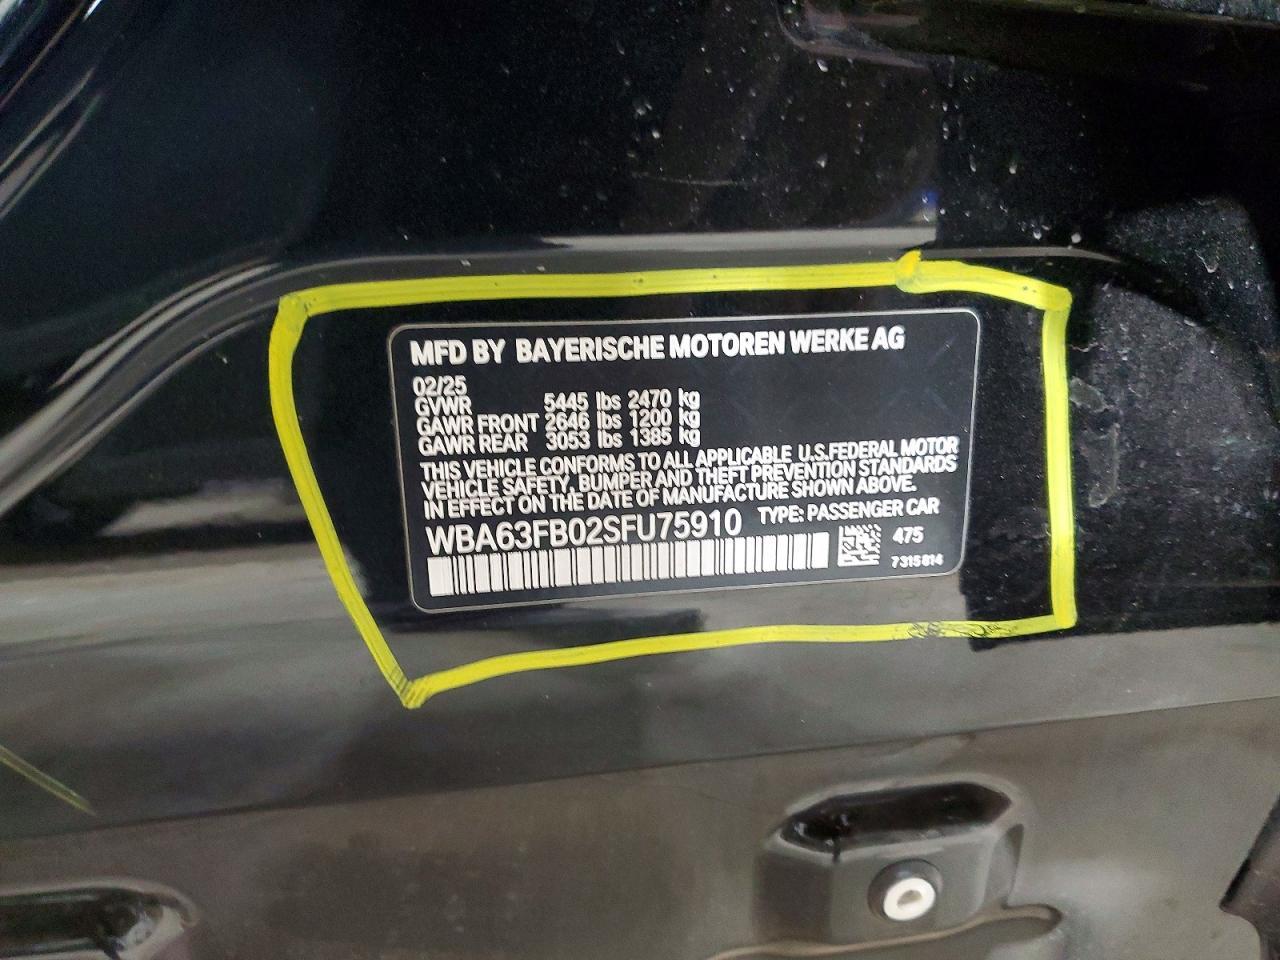 MFD BY BAYERISCHE MOTOREN WERKE AG
02/25
GVWR 5445 lbs 2470 kg
GAWR FRONT 2646 lbs 1200 kg
GAWR REAR 3053 lbs 1385 kg
THIS VEHICLE CONFORMS TO ALL APPLICABLE U.S.FEDERAL MOTOR
VEHICLE SAFETY, BUMPER AND THEFT PREVENTION STANDARDS
IN EFFECT ON THE DATE OF MANUFACTURE SHOWN ABOVE.
WBA63FB02SFU75910 TYPE: PASSENGER CAR
475
7315814